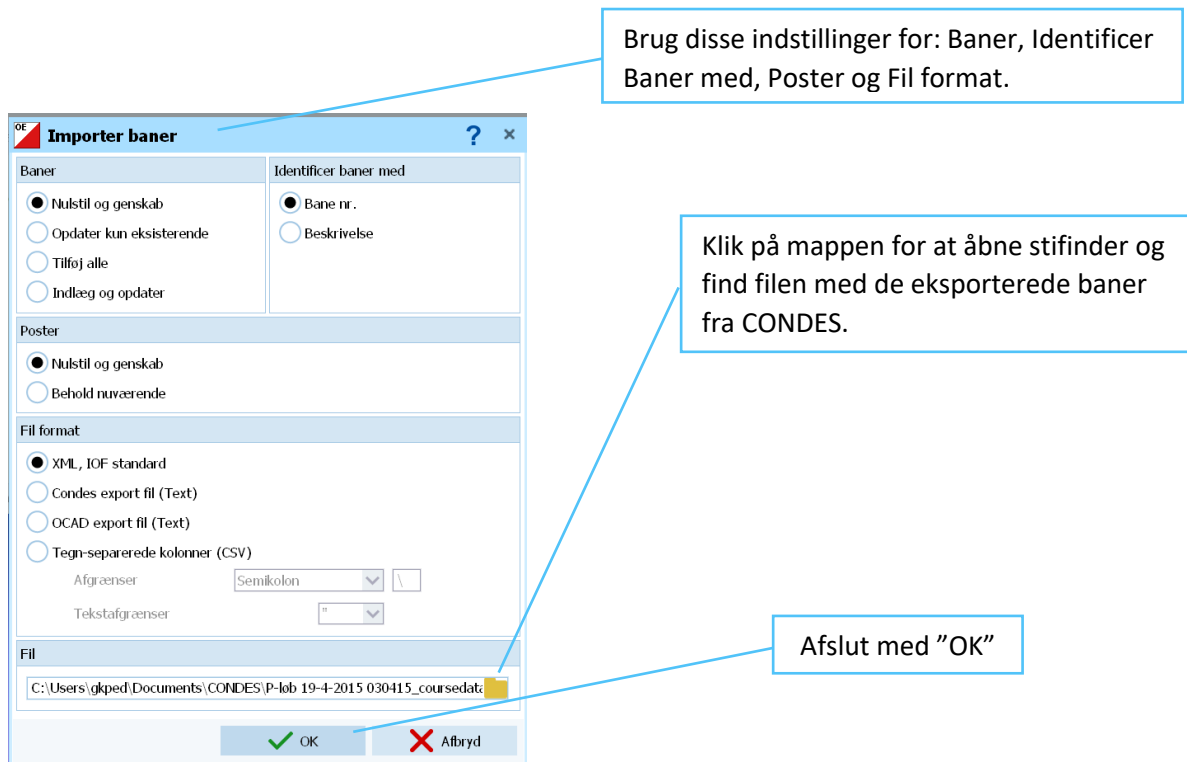 Brug disse indstillinger for: Baner, Identificer
Baner med, Poster og Fil format.
OE
Importer baner
? ×
Baner
Nulstil og genskab
Opdater kun eksisterende
Tilføj alle
Indlæg og opdater
Identificer baner med
Bane nr.
Beskrivelse
Klik på mappen for at åbne stifinder og
find filen med de eksporterede baner
fra CONDES.
Poster
Nulstil og genskab
Behold nuværende
Fil format
XML, IOF standard
Condes export fil (Text)
OCAD export fil (Text)
Tegn-separerede kolonner (CSV)
Afgrænser Semikolon \
Tekstafgrænser "
Afslut med ”OK”
Fil
C:\Users\gkped\Documents\CONDES\P-løb 19-4-2015 030415_coursedata
OK Afbryd